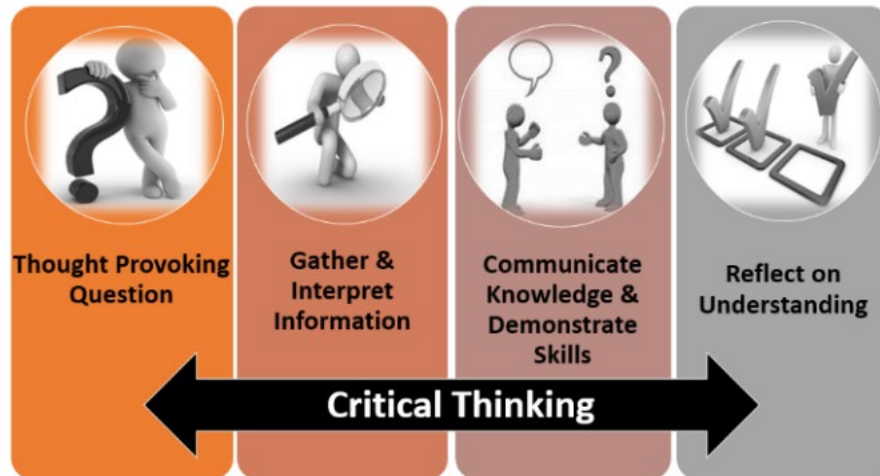 Thought Provoking
Question
Gather &
Interpret
Information
Communicate
Knowledge &
Demonstrate
Skills
Reflect on
Understanding
Critical Thinking